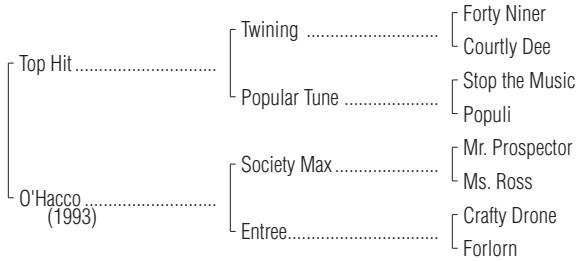 Forty Niner
Twining
Courtly Dee
Top Hit
Stop the Music
Popular Tune
Populi
Mr. Prospector
Society Max
Ms. Ross
O'Hacco
(1993)
Crafty Drone
Entree
Forlorn